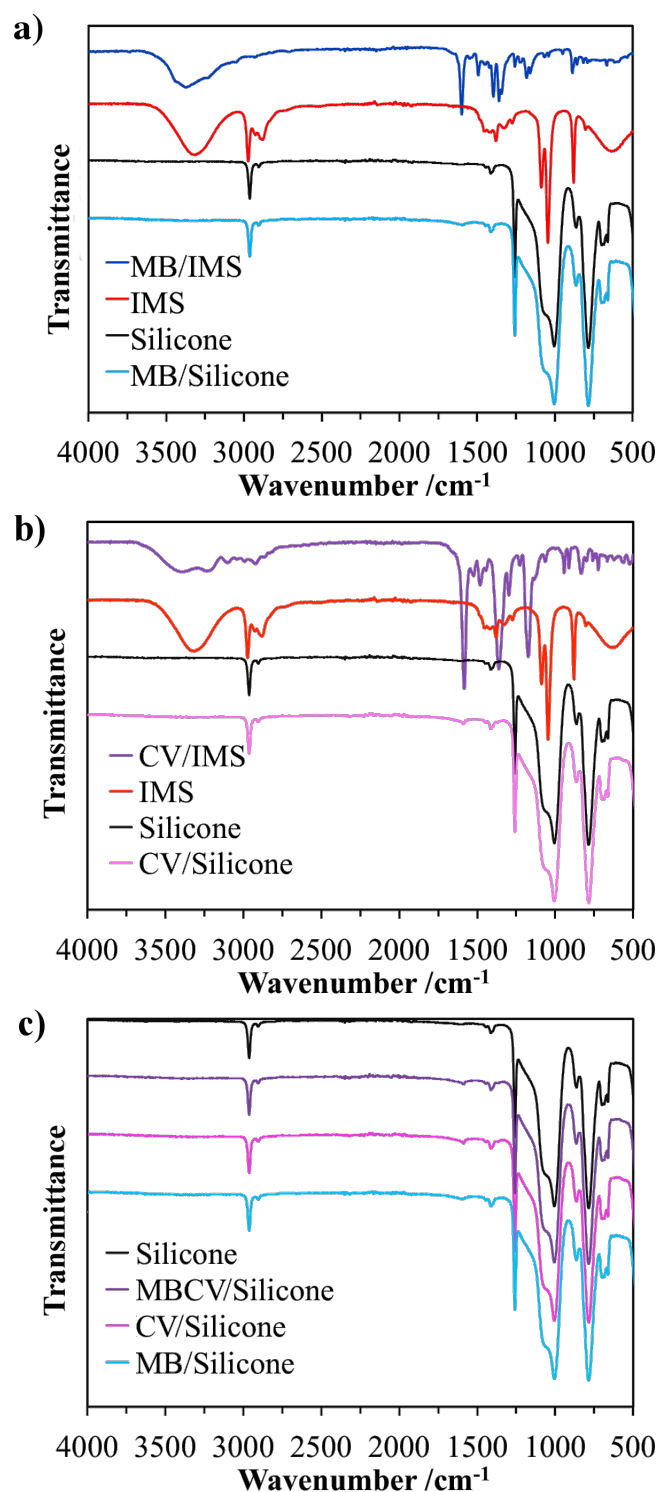 a)
Transmittance
MB/IMS
IMS
Silicone
MB/Silicone
4000 3500 3000 2500 2000 1500 1000 500
Wavenumber /cm-1
b)
Transmittance
CV/IMS
IMS
Silicone
CV/Silicone
4000 3500 3000 2500 2000 1500 1000 500
Wavenumber /cm-1
c)
Transmittance
Silicone
MBCV/Silicone
CV/Silicone
MB/Silicone
4000 3500 3000 2500 2000 1500 1000 500
Wavenumber /cm-1